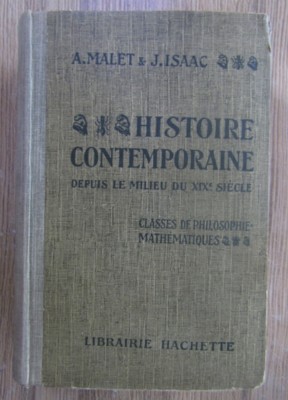 A.MALET & J.ISAAC
HISTOIRE
CONTEMPORAINE
DEPUIS LE MILIEU DU XIXᵉ SIÈCLE
CLASSES DE PHILOSOPHIE-
MATHÉMATIQUES
LIBRAIRIE HACHETTE